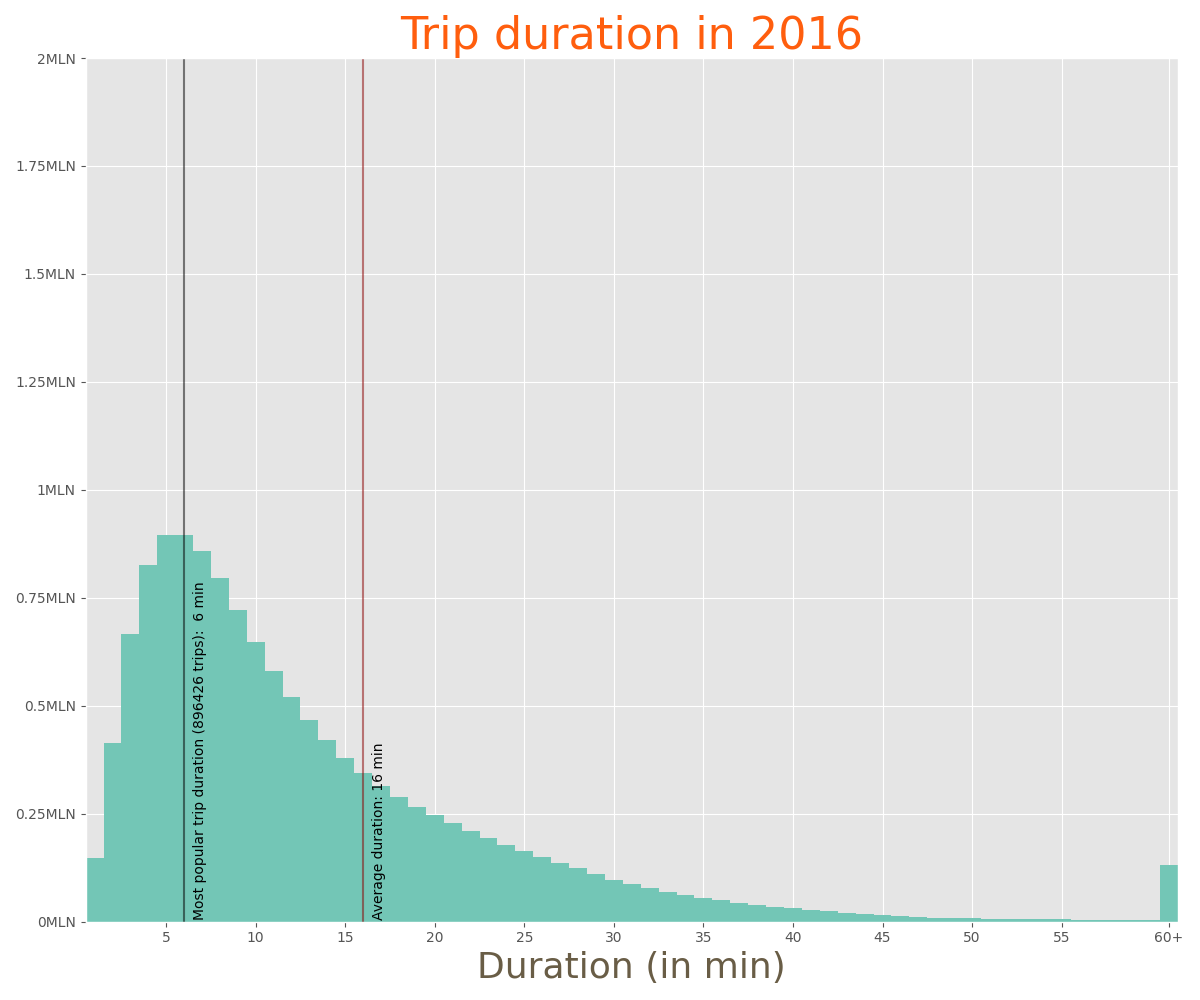 Trip duration in 2016
2MLN
1.75MLN
1.5MLN
1.25MLN
1MLN
0.75MLN
0.5MLN
0.25MLN
0MLN
Most popular trip duration (896426 trips):  6 min
Average duration: 16 min
5 10 15 20 25 30 35 40 45 50 55 60+
Duration (in min)